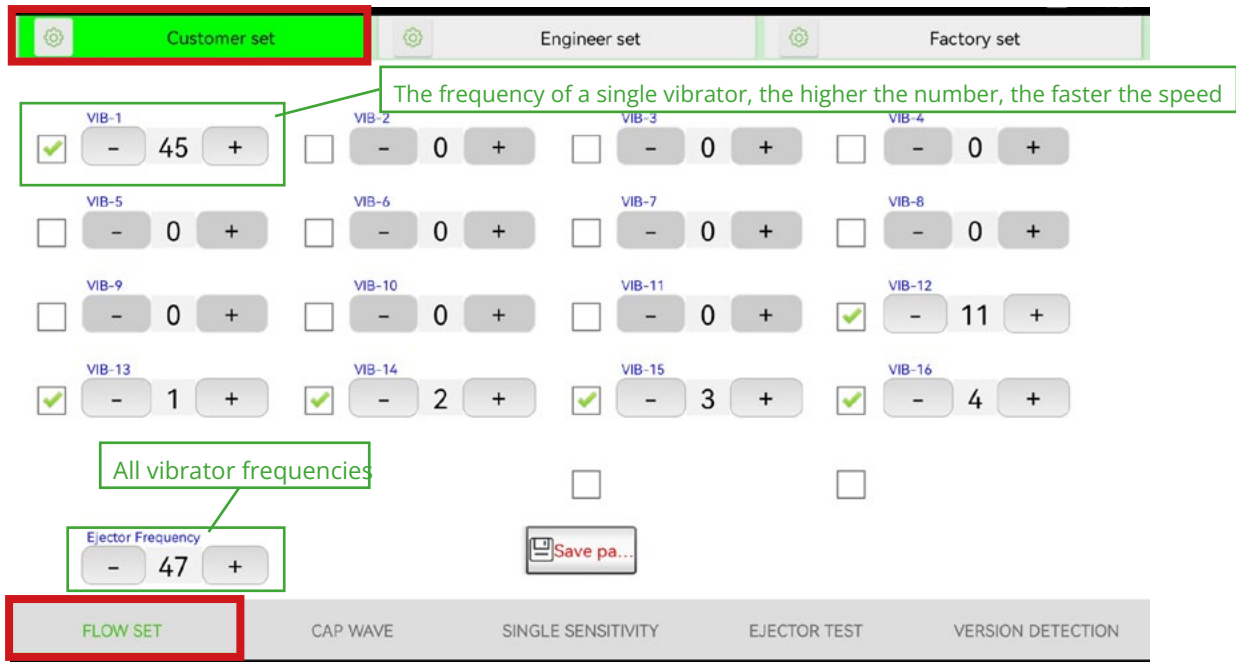 Customer set Engineer set Factory set
The frequency of a single vibrator, the higher the number, the faster the speed
VIB-1 VIB-2 VIB-3 VIB-4
- 45 + - 0 + - 0 + - 0 +
VIB-5 VIB-6 VIB-7 VIB-8
- 0 + - 0 + - 0 + - 0 +
VIB-9 VIB-10 VIB-11 VIB-12
- 0 + - 0 + - 0 + - 11 +
VIB-13 VIB-14 VIB-15 VIB-16
- 1 + - 2 + - 3 + - 4 +
All vibrator frequencies
Ejector Frequency
- 47 + Save pa...
FLOW SET CAP WAVE SINGLE SENSITIVITY EJECTOR TEST VERSION DETECTION